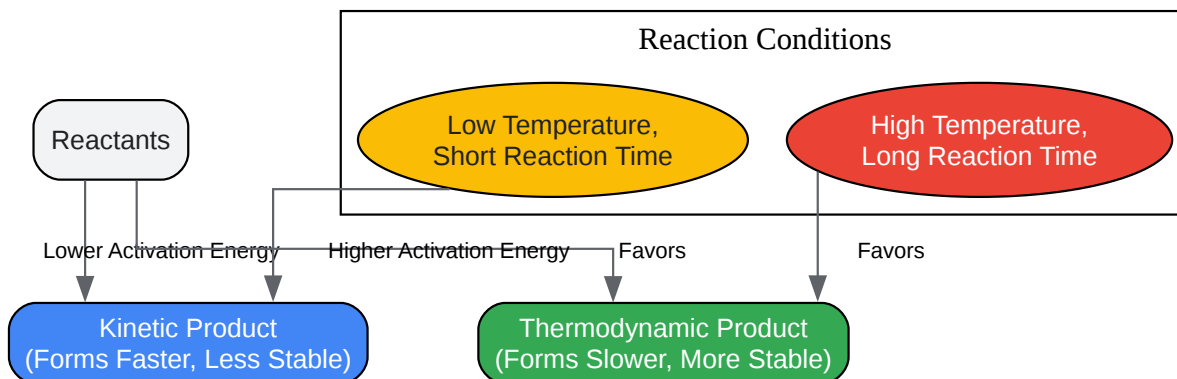 Reaction Conditions
Reactants
Low Temperature,
Short Reaction Time
High Temperature,
Long Reaction Time
Lower Activation Energy
Higher Activation Energy
Favors
Favors
Kinetic Product
(Forms Faster, Less Stable)
Thermodynamic Product
(Forms Slower, More Stable)